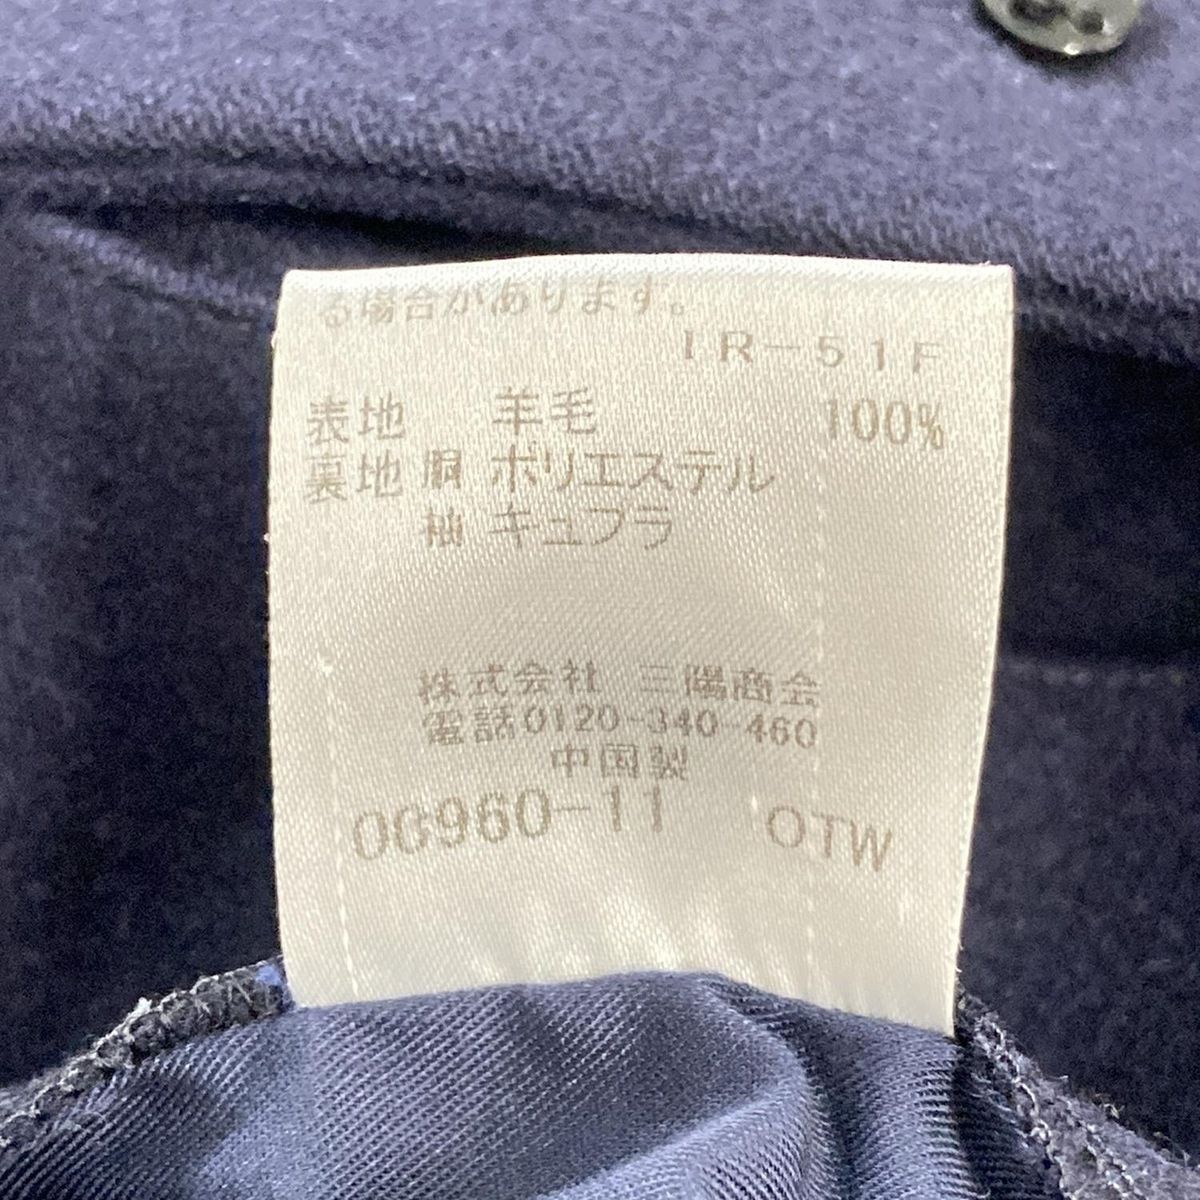 る場合があります。
IR-51F
表地 羊毛 100%
裏地 胴 ポリエステル
袖 キュプラ
株式会社 三陽商会
電話0120-340-460
中国製
00960-11 OTW